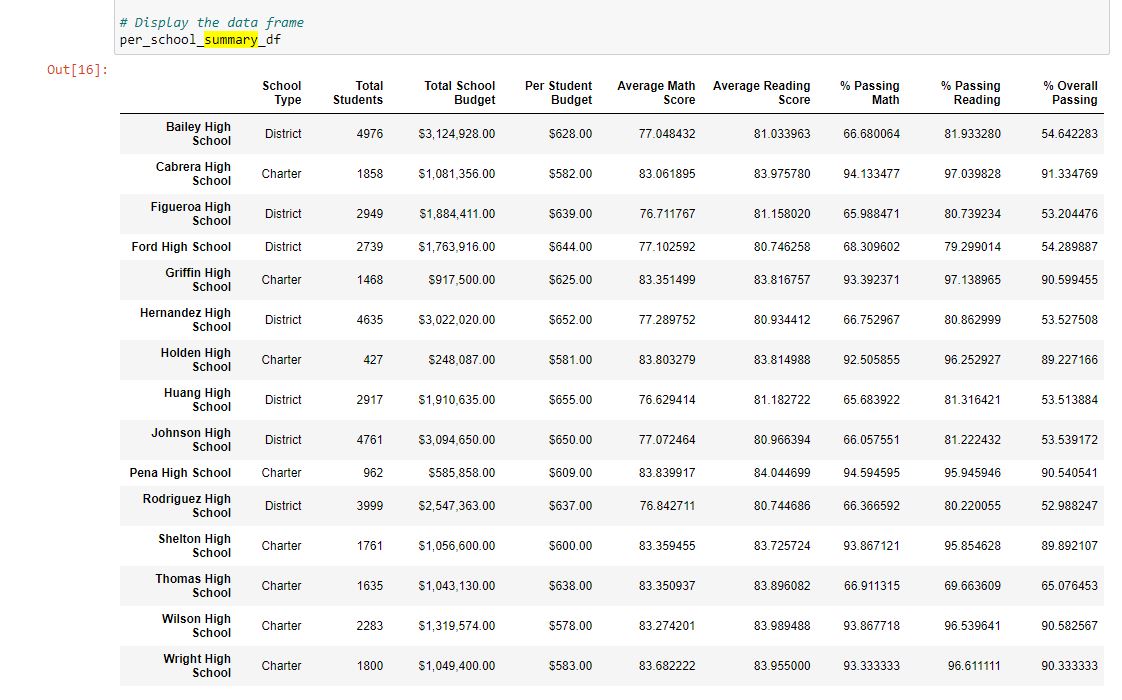 # Display the data frame
per_school_summary_df
Out[16]:
School Type Total Students Total School Budget Per Student Budget Average Math Score Average Reading Score % Passing Math % Passing Reading % Overall Passing
Bailey High School District 4976 $3,124,928.00 $628.00 77.048432 81.033963 66.680064 81.933280 54.642283
Cabrera High School Charter 1858 $1,081,356.00 $582.00 83.061895 83.975780 94.133477 97.039828 91.334769
Figueroa High School District 2949 $1,884,411.00 $639.00 76.711767 81.158020 65.988471 80.739234 53.204476
Ford High School District 2739 $1,763,916.00 $644.00 77.102592 80.746258 68.309602 79.299014 54.289887
Griffin High School Charter 1468 $917,500.00 $625.00 83.351499 83.816757 93.392371 97.138965 90.599455
Hernandez High School District 4635 $3,022,020.00 $652.00 77.289752 80.934412 66.752967 80.862999 53.527508
Holden High School Charter 427 $248,087.00 $581.00 83.803279 83.814988 92.505855 96.252927 89.227166
Huang High School District 2917 $1,910,635.00 $655.00 76.629414 81.182722 65.683922 81.316421 53.513884
Johnson High School District 4761 $3,094,650.00 $650.00 77.072464 80.966394 66.057551 81.222432 53.539172
Pena High School Charter 962 $585,858.00 $609.00 83.839917 84.044699 94.594595 95.945946 90.540541
Rodriguez High School District 3999 $2,547,363.00 $637.00 76.842711 80.744686 66.366592 80.220055 52.988247
Shelton High School Charter 1761 $1,056,600.00 $600.00 83.359455 83.725724 93.867121 95.854628 89.892107
Thomas High School Charter 1635 $1,043,130.00 $638.00 83.350937 83.896082 66.911315 69.663609 65.076453
Wilson High School Charter 2283 $1,319,574.00 $578.00 83.274201 83.989488 93.867718 96.539641 90.582567
Wright High School Charter 1800 $1,049,400.00 $583.00 83.682222 83.955000 93.333333 96.611111 90.333333